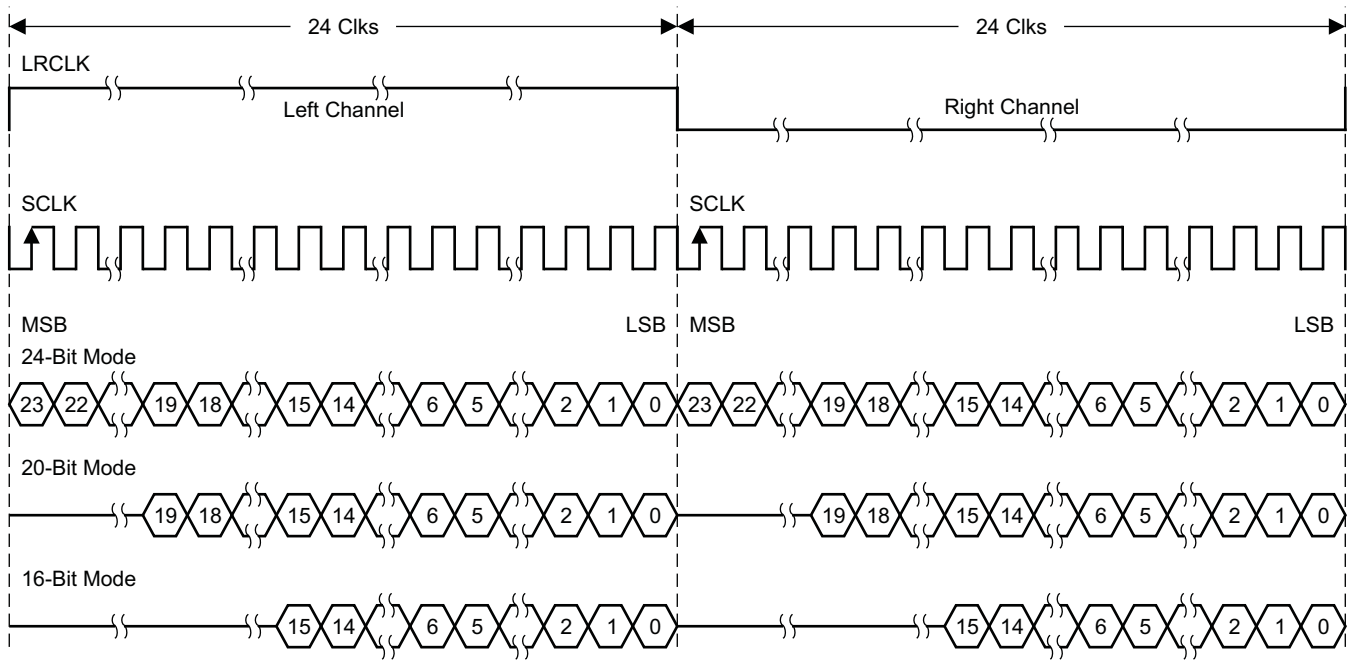 24 Clks 24 Clks
LRCLK
Left Channel Right Channel
SCLK SCLK
MSB LSB MSB LSB
24-Bit Mode
23 22 19 18 15 14 6 5 2 1 0 23 22 19 18 15 14 6 5 2 1 0
20-Bit Mode
19 18 15 14 6 5 2 1 0 19 18 15 14 6 5 2 1 0
16-Bit Mode
15 14 6 5 2 1 0 15 14 6 5 2 1 0